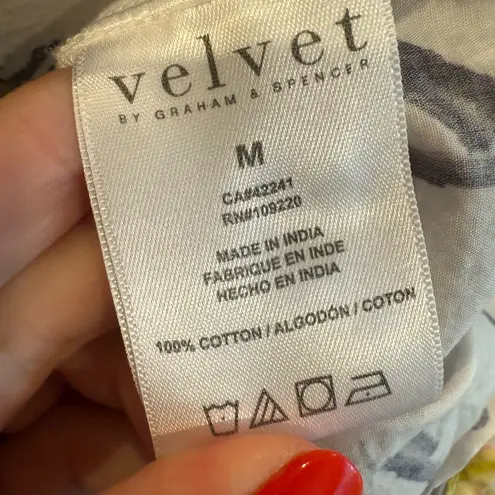 velvet
BY GRAHAM & SPENCER
M
CA#42241
RN#109220
MADE IN INDIA
FABRIQUE EN INDE
HECHO EN INDIA
100% COTTON / ALGODÓN / COTON